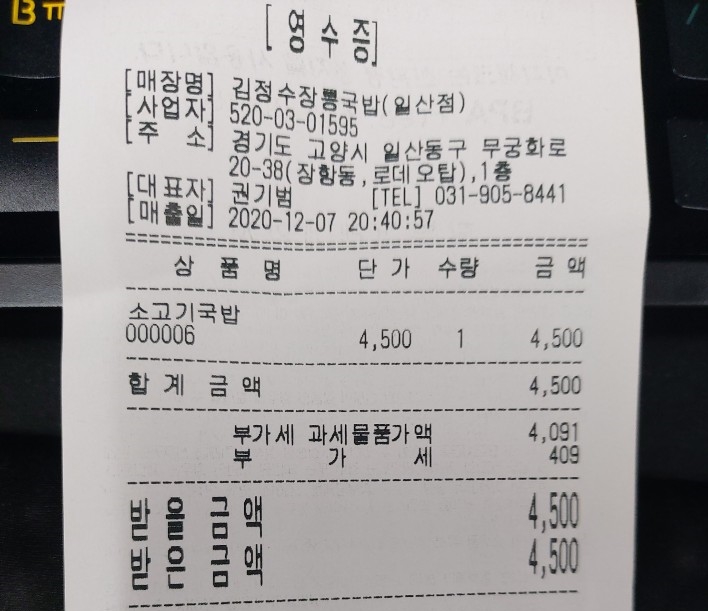 [ 영 수 증]
[매장명] 김정수장뽕국밥(일산점)
[사업자] 520-03-01595
[주 소] 경기도 고양시 일산동구 무궁화로
20-38(장항동,로데오탑),1층
[대표자] 권기범 [TEL] 031-905-8441
[매출일] 2020-12-07 20:40:57
상 품 명 단 가 수량 금 액
소고기국밥
000006 4,500 1 4,500
합 계 금 액 4,500
부가세 과세물품가액 4,091
부 가 세 409
받 을 금 액 4,500
받 은 금 액 4,500